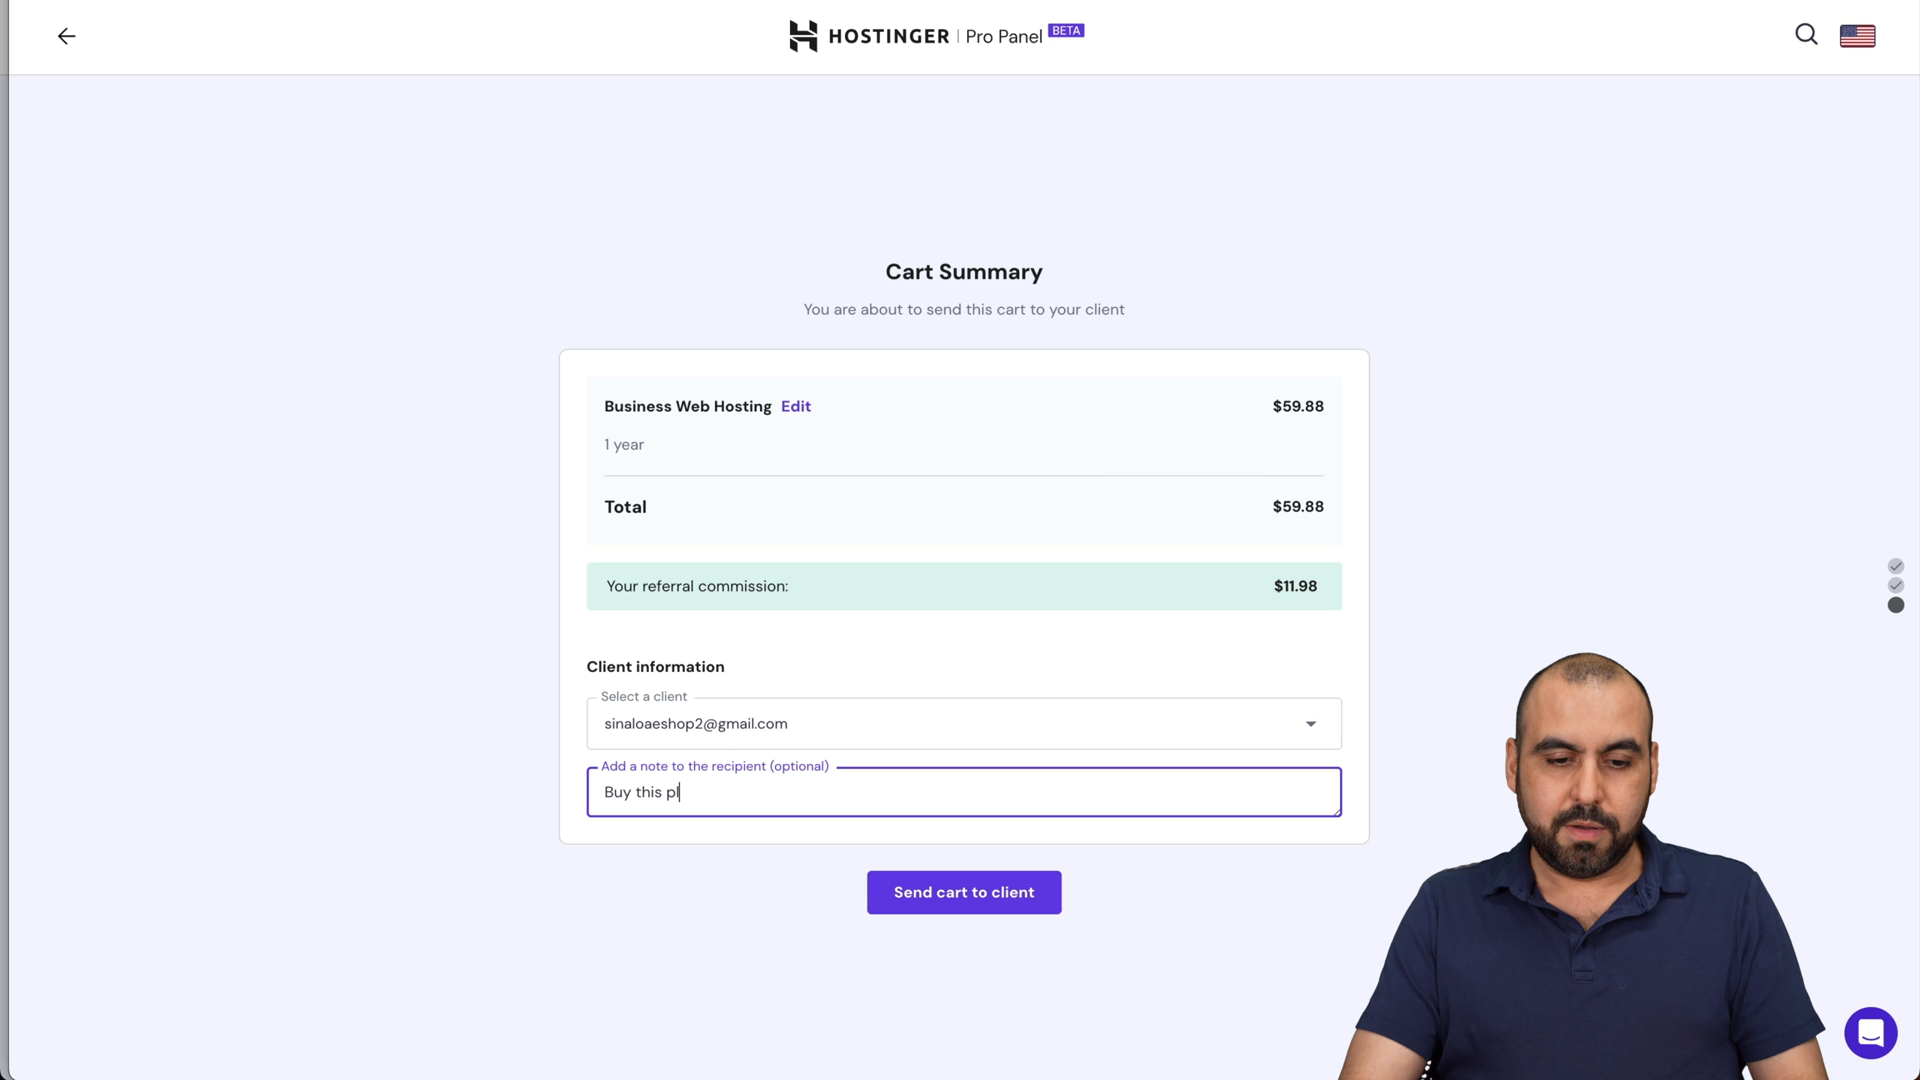 HOSTINGER | Pro Panel BETA
Cart Summary
You are about to send this cart to your client
Business Web Hosting Edit $59.88
1 year
Total $59.88
Your referral commission: $11.98
Client information
Select a client
sinaloaeshop2@gmail.com
Add a note to the recipient (optional)
Buy this pl
Send cart to client